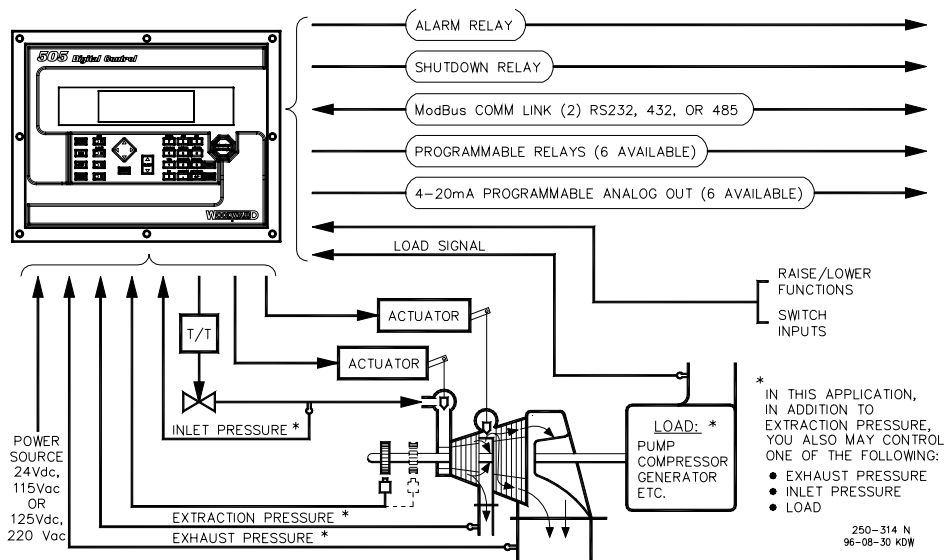 505 Digital Control
WOODWARD
ALARM RELAY
SHUTDOWN RELAY
ModBus COMM LINK (2) RS232, 432, OR 485
PROGRAMMABLE RELAYS (6 AVAILABLE)
4-20mA PROGRAMMABLE ANALOG OUT (6 AVAILABLE)
LOAD SIGNAL
RAISE/LOWER
FUNCTIONS
SWITCH
INPUTS
T/T
ACTUATOR
ACTUATOR
INLET PRESSURE *
POWER
SOURCE
24Vdc,
115Vac
OR
125Vdc,
220 Vac
EXTRACTION PRESSURE *
EXHAUST PRESSURE *
LOAD: *
PUMP
COMPRESSOR
GENERATOR
ETC.
*
IN THIS APPLICATION,
IN ADDITION TO
EXTRACTION PRESSURE,
YOU ALSO MAY CONTROL
ONE OF THE FOLLOWING:
● EXHAUST PRESSURE
● INLET PRESSURE
● LOAD
250-314 N
96-08-30 KDW